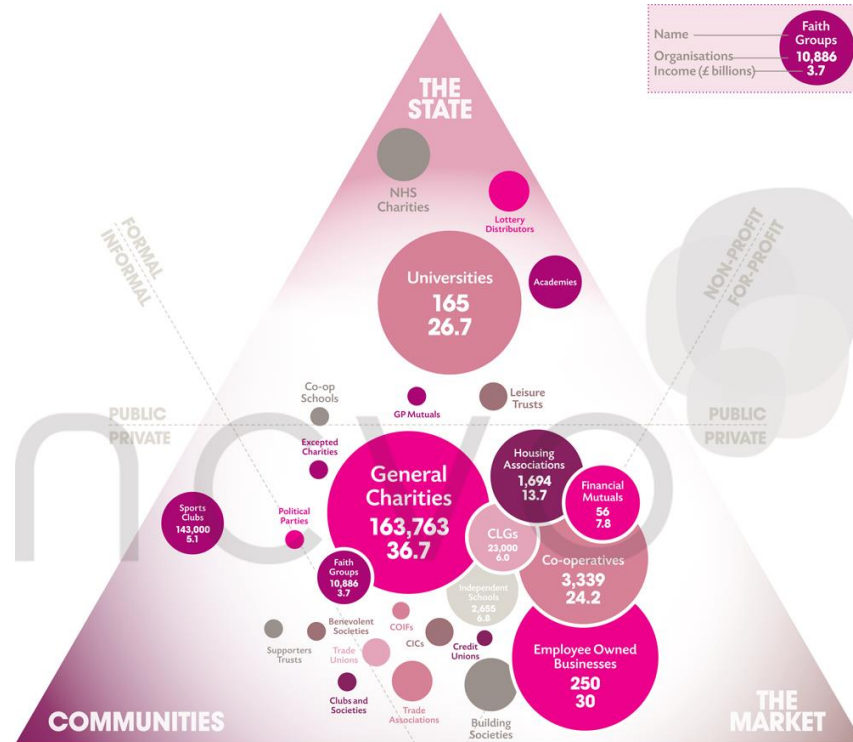 Name
Organisations
Income (£ billions)
Faith
Groups
10,886
3.7
THE
STATE
NHS
Charities
Lottery
Distributors
FORMAL
INFORMAL
NON-PROFIT
FOR-PROFIT
Universities
165
26.7
Academies
Co-op
Schools
GP Mutuals
Leisure
Trusts
PUBLIC
PRIVATE
PUBLIC
PRIVATE
ncvo
Excepted
Charities
General
Charities
163,763
36.7
Housing
Associations
1,694
13.7
Financial
Mutuals
56
7.8
Sports
Clubs
143,000
5.1
Political
Parties
CLGs
23,000
6.0
Co-operatives
3,339
24.2
Faith
Groups
10,886
3.7
Independent
Schools
2,655
6.8
Supporters
Trusts
Benevolent
Societies
COIFs
CICs
Credit
Unions
Trade
Unions
Employee Owned
Businesses
250
30
Clubs and
Societies
Trade
Associations
Building
Societies
COMMUNITIES
THE
MARKET